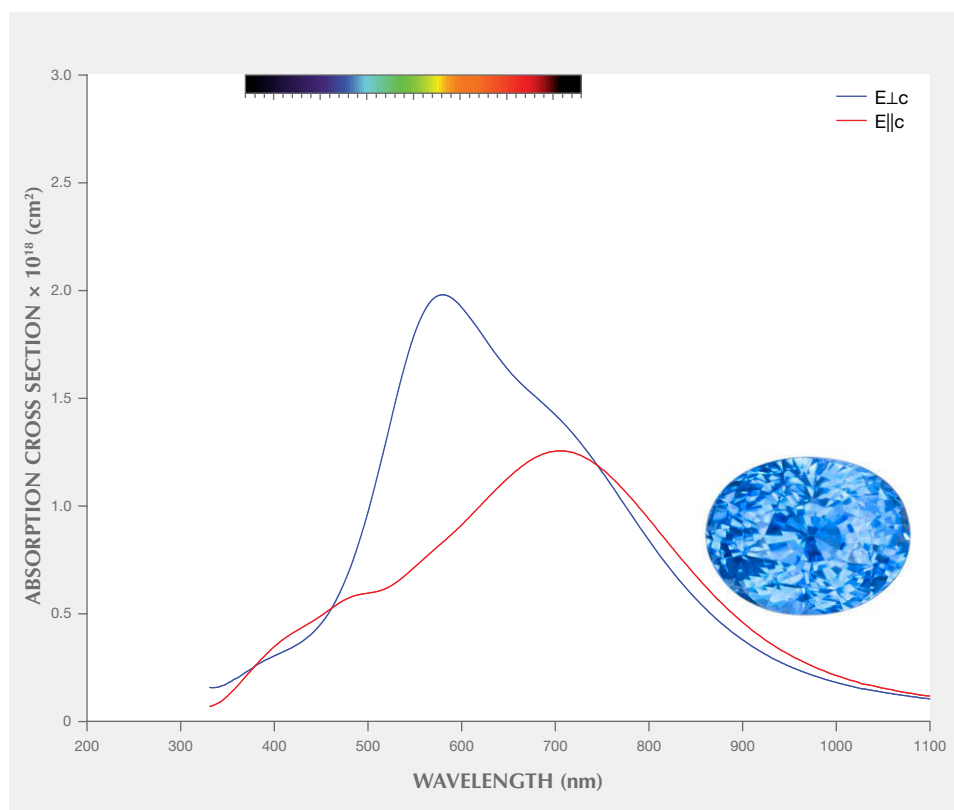 E⊥c
E||c
3.0
2.5
2.0
1.5
1.0
0.5
0
ABSORPTION CROSS SECTION × 10¹⁸ (cm²)
200 300 400 500 600 700 800 900 1000 1100
WAVELENGTH (nm)